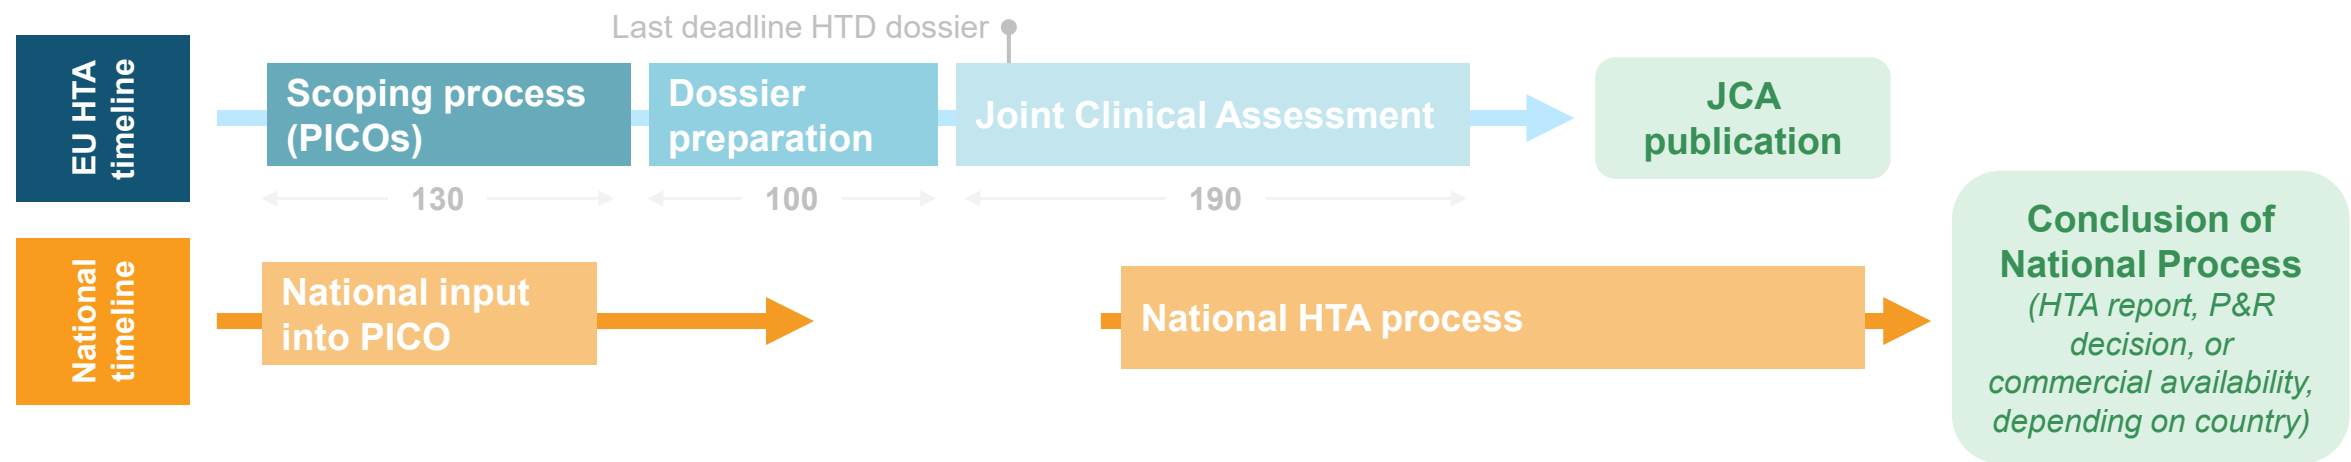 Last deadline HTD dossier
EU HTA
timeline
Scoping process
(PICOs)
Dossier
preparation
Joint Clinical Assessment
JCA
publication
130
100
190
National
timeline
National input
into PICO
National HTA process
Conclusion of
National Process
(HTA report, P&R
decision, or
commercial availability,
depending on country)